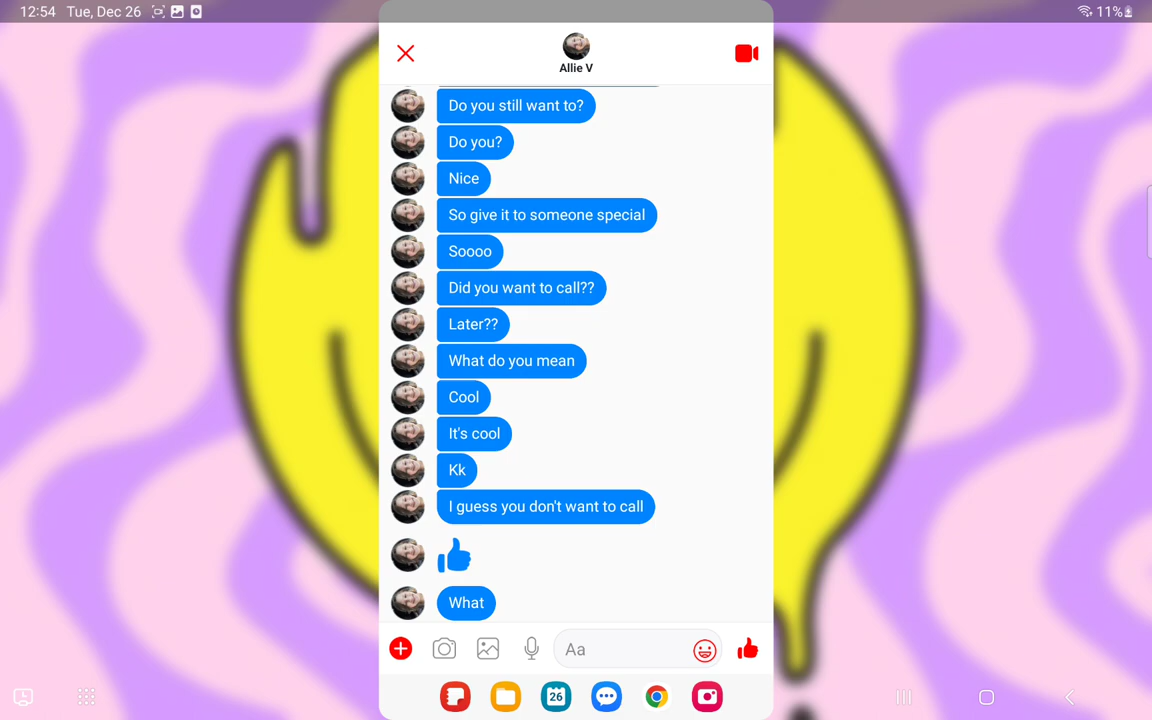 12:54 Tue, Dec 26
11%
Allie V
Do you still want to?
Do you?
Nice
So give it to someone special
Soooo
Did you want to call??
Later??
What do you mean
Cool
It's cool
Kk
I guess you don't want to call
What
Aa
26